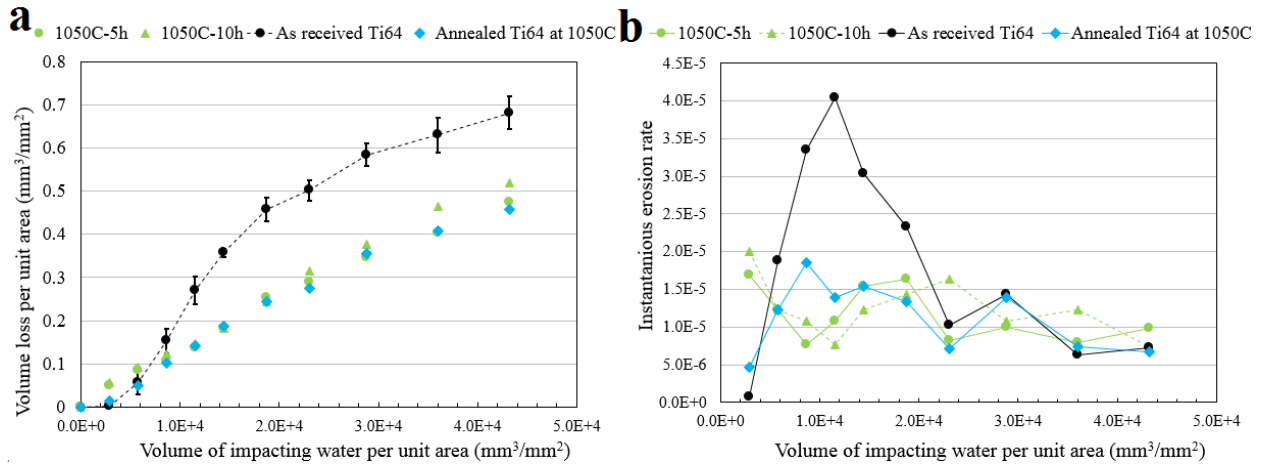 a
1050C-5h 1050C-10h As received Ti64 Annealed Ti64 at 1050C
0.8
0.7
0.6
0.5
0.4
0.3
0.2
0.1
0
Volume loss per unit area (mm³/mm²)
0.0E+4 1.0E+4 2.0E+4 3.0E+4 4.0E+4 5.0E+4
Volume of impacting water per unit area (mm³/mm²)
b
1050C-5h 1050C-10h As received Ti64 Annealed Ti64 at 1050C
4.5E-5
4.0E-5
3.5E-5
3.0E-5
2.5E-5
2.0E-5
1.5E-5
1.0E-5
5.0E-6
0.0E+0
Instantanious erosion rate
0.0E+4 1.0E+4 2.0E+4 3.0E+4 4.0E+4 5.0E+4
Volume of impacting water per unit area (mm³/mm²)